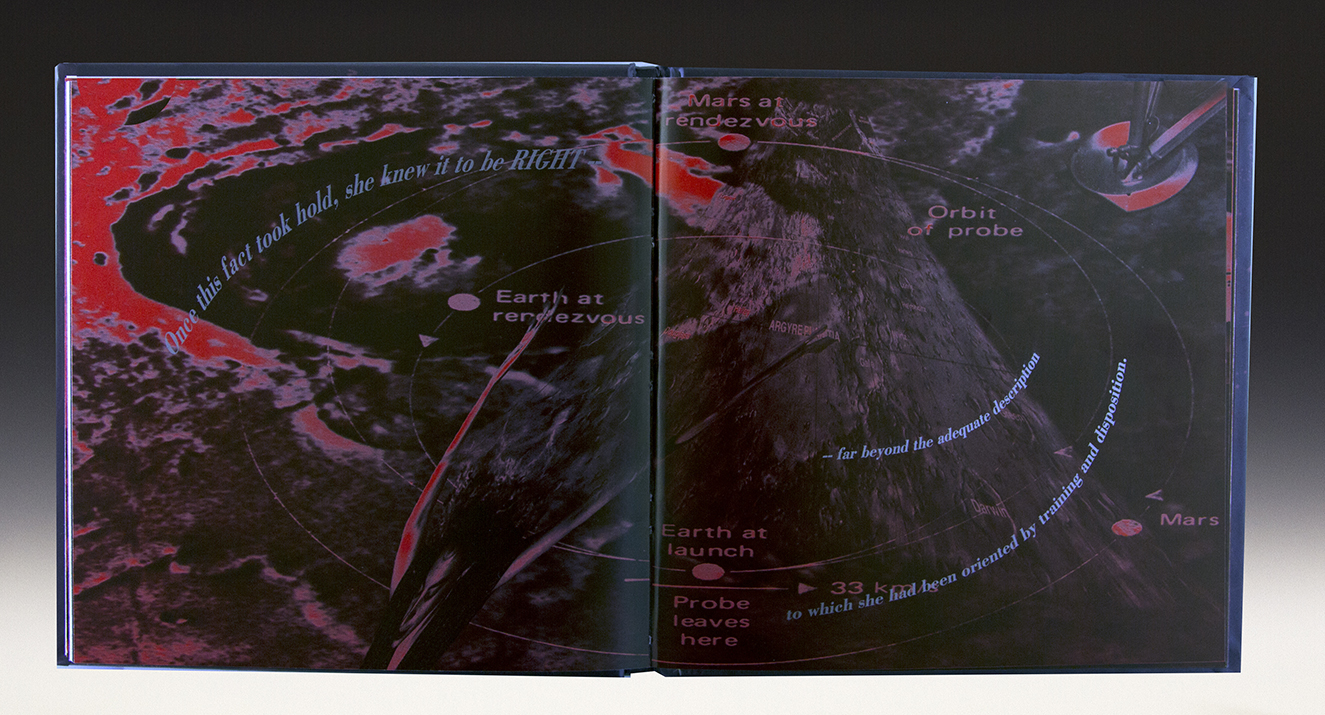 Once this fact took hold, she knew it to be RIGHT –
Mars at
rendezvous
Orbit
of probe
Earth at
rendezvous
– far beyond the adequate description
to which she had been oriented by training and disposition.
Darwin
Mars
Earth at
launch
33 km/s
Probe
leaves
here